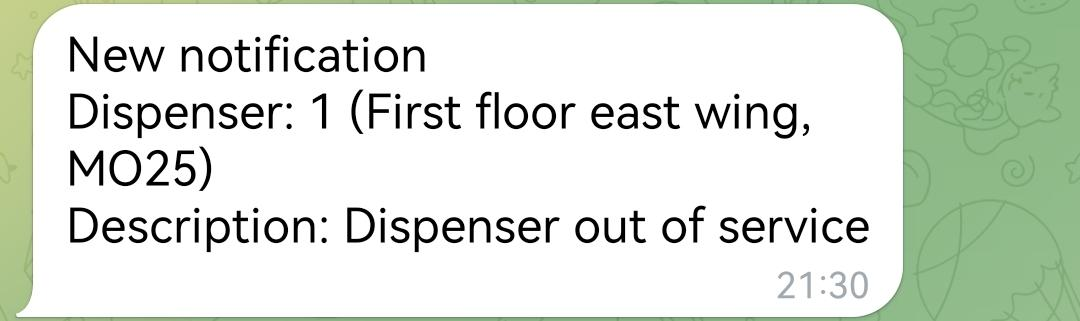 New notification
Dispenser: 1 (First floor east wing,
MO25)
Description: Dispenser out of service
21:30